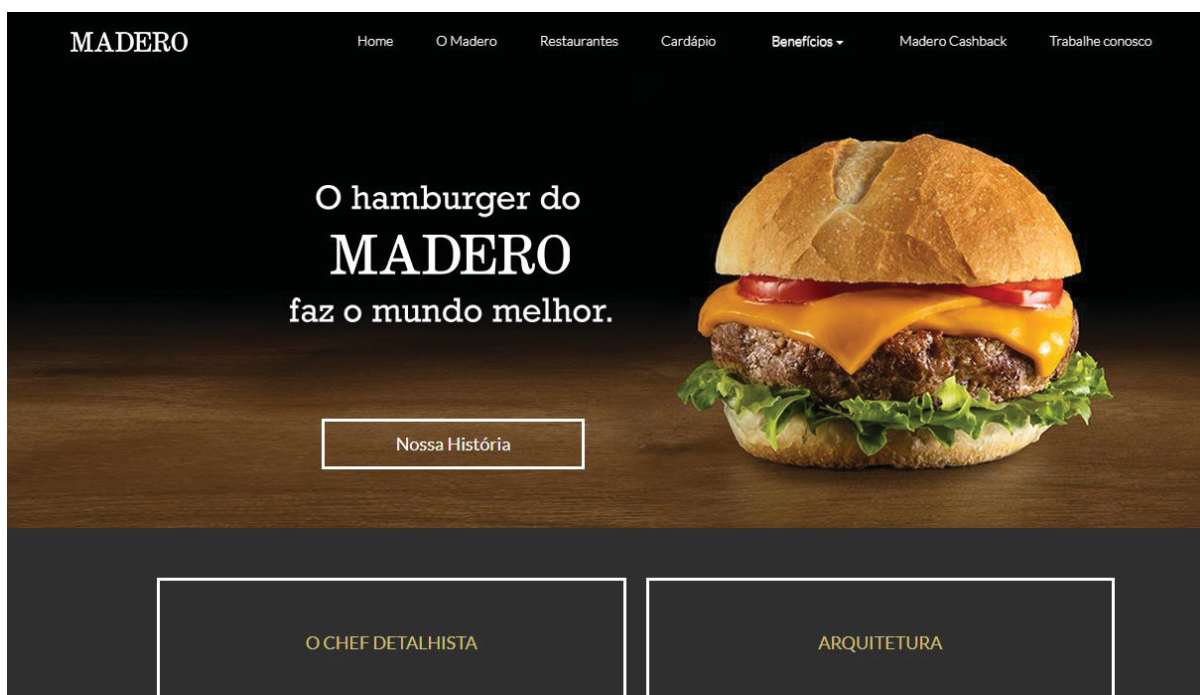 MADERO
Home O Madero Restaurantes Cardápio Benefícios Madero Cashback Trabalhe conosco
O hamburger do
MADERO
faz o mundo melhor.
Nossa História
O CHEF DETALHISTA
ARQUITETURA